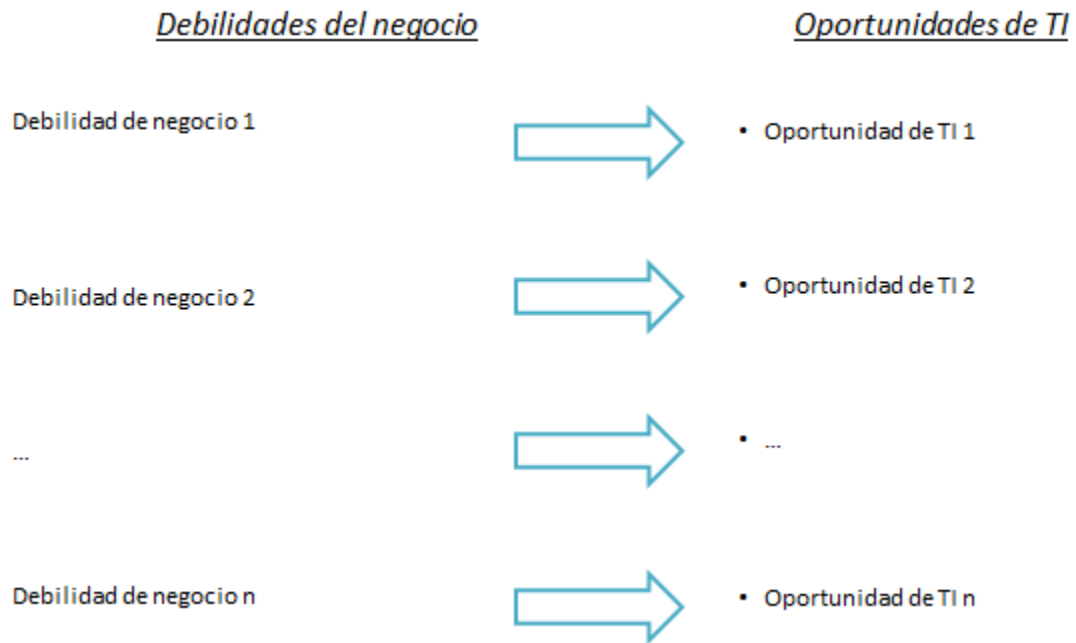 Debilidades del negocio
Oportunidades de TI
Debilidad de negocio 1
• Oportunidad de TI 1
Debilidad de negocio 2
• Oportunidad de TI 2
...
• ...
Debilidad de negocio n
• Oportunidad de TI n